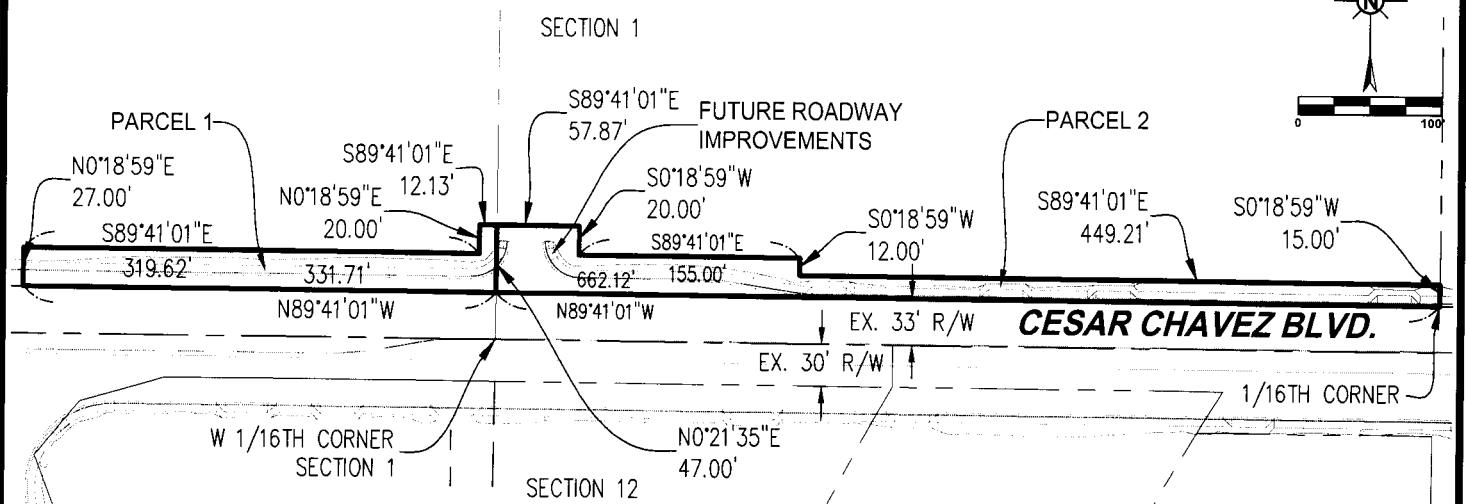 SECTION 1
N
0
100'
PARCEL 1
N0°18'59"E
27.00'
S89°41'01"E
12.13'
N0°18'59"E
20.00'
S89°41'01"E
57.87'
FUTURE ROADWAY
IMPROVEMENTS
S0°18'59"W
20.00'
PARCEL 2
S0°18'59"W
12.00'
S89°41'01"E
449.21'
S0°18'59"W
15.00'
S89°41'01"E
319.62'
331.71'
N89°41'01"W
S89°41'01"E
155.00'
662.12'
N89°41'01"W
EX. 33' R/W
CESAR CHAVEZ BLVD.
EX. 30' R/W
1/16TH CORNER
W 1/16TH CORNER
SECTION 1
N0°21'35"E
47.00'
SECTION 12